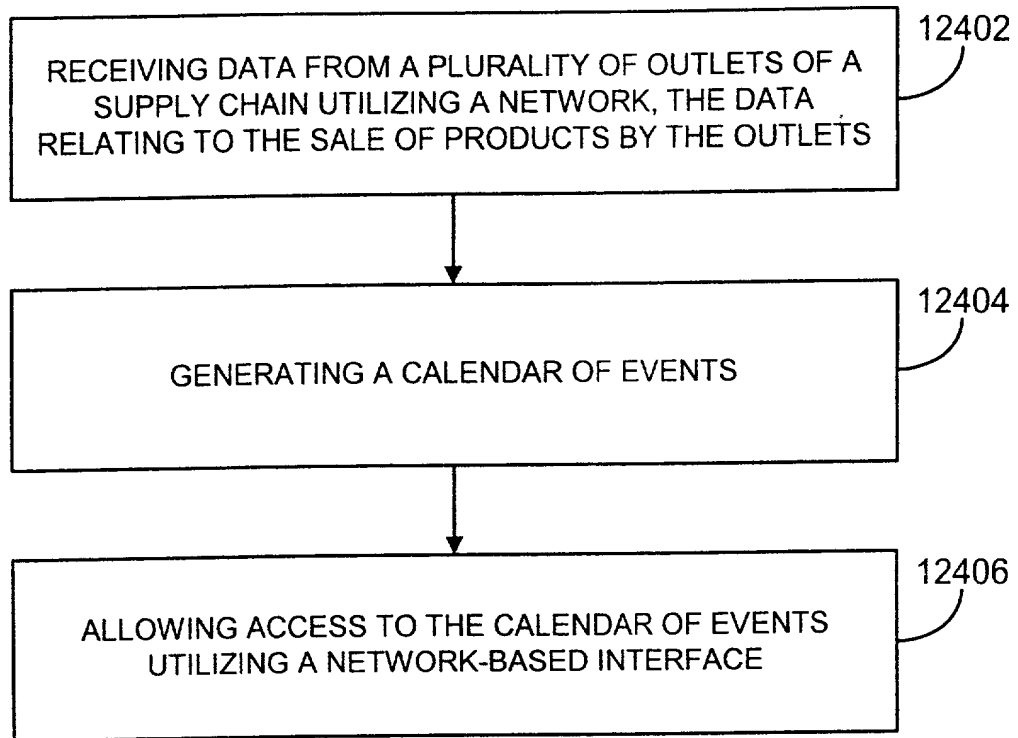 12402
RECEIVING DATA FROM A PLURALITY OF OUTLETS OF A
SUPPLY CHAIN UTILIZING A NETWORK, THE DATA
RELATING TO THE SALE OF PRODUCTS BY THE OUTLETS
12404
GENERATING A CALENDAR OF EVENTS
12406
ALLOWING ACCESS TO THE CALENDAR OF EVENTS
UTILIZING A NETWORK-BASED INTERFACE